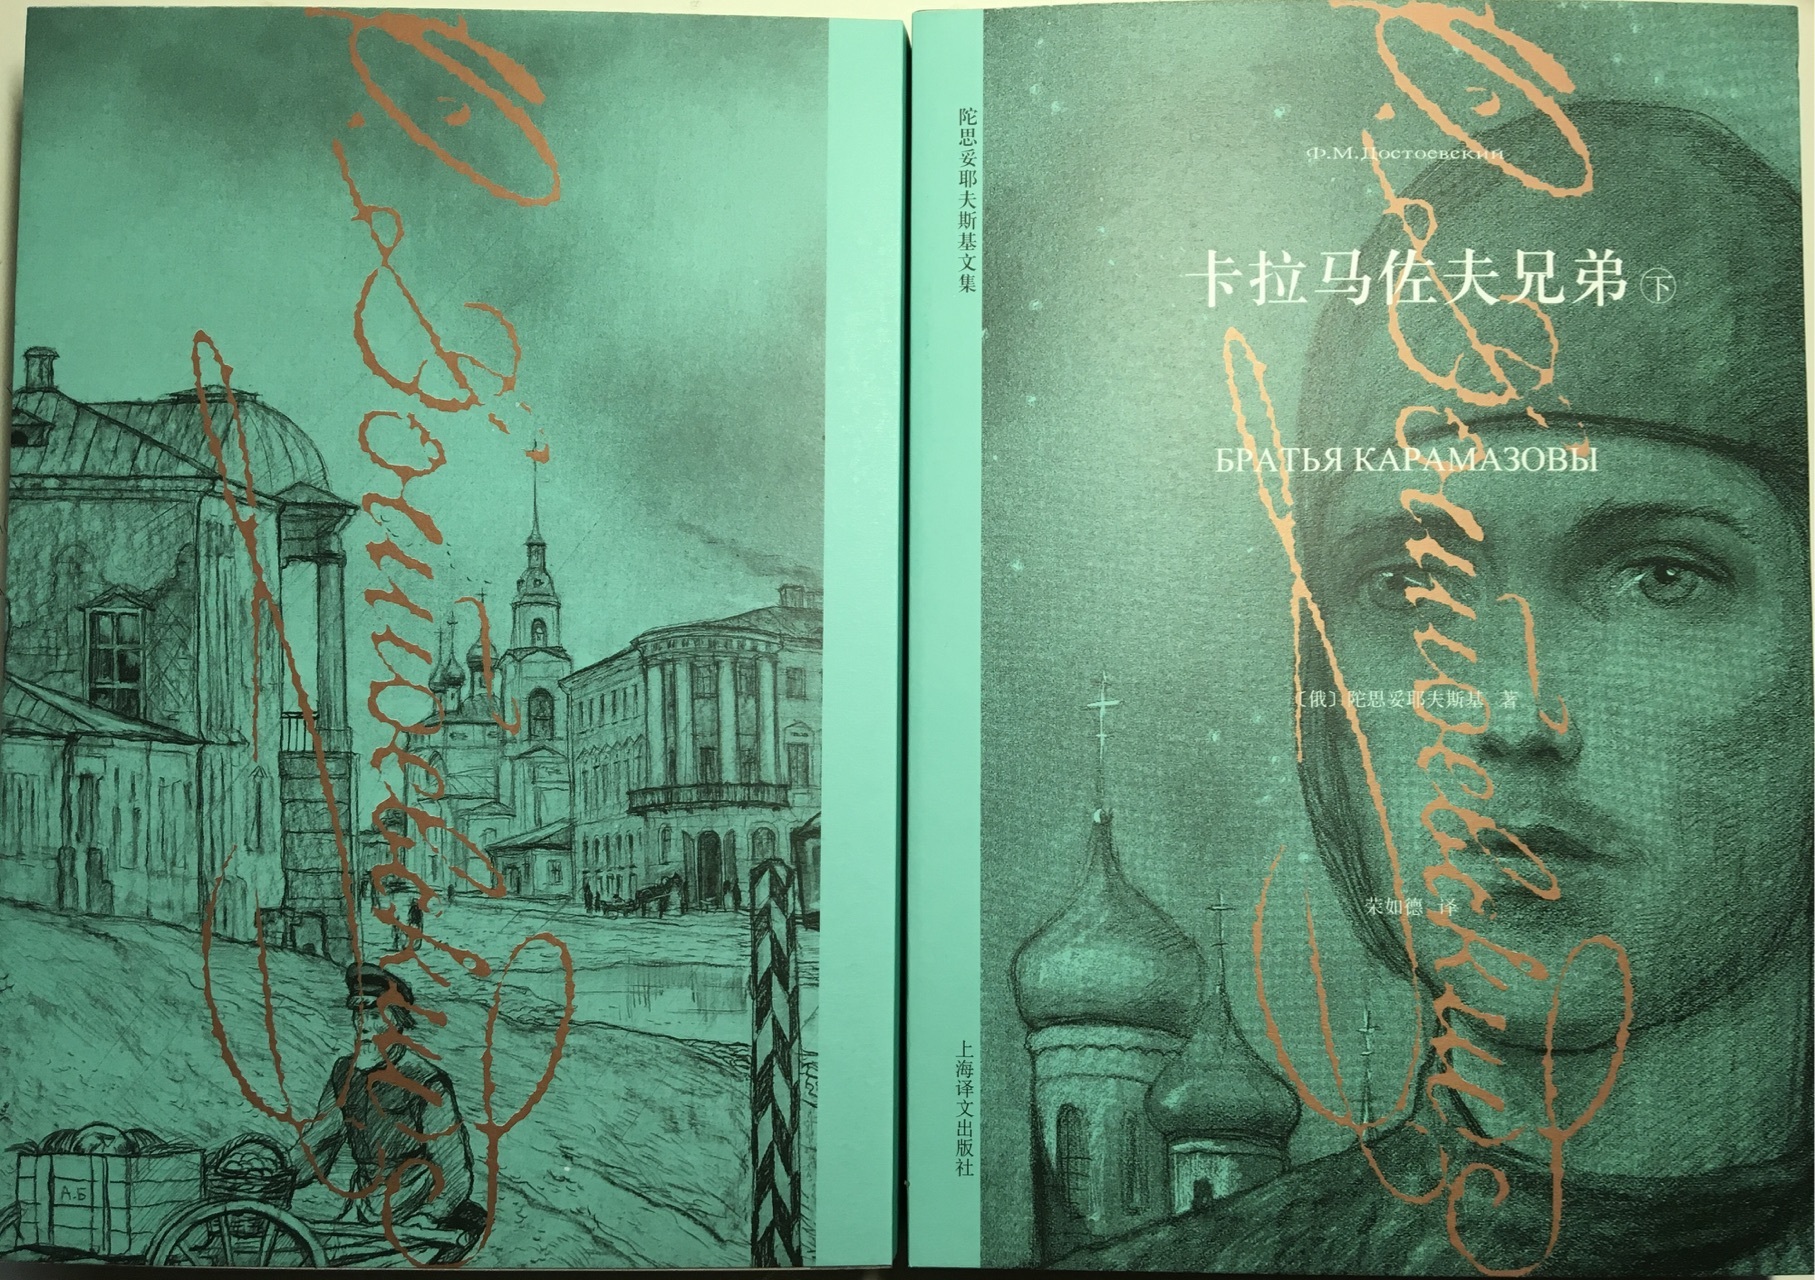 А.Б
陀思妥耶夫斯基文集
上海译文出版社
Ф.М.Достоевский
卡拉马佐夫兄弟 下
БРАТЬЯ КАРАМАЗОВЫ
〔俄〕陀思妥耶夫斯基 著
荣如德 译